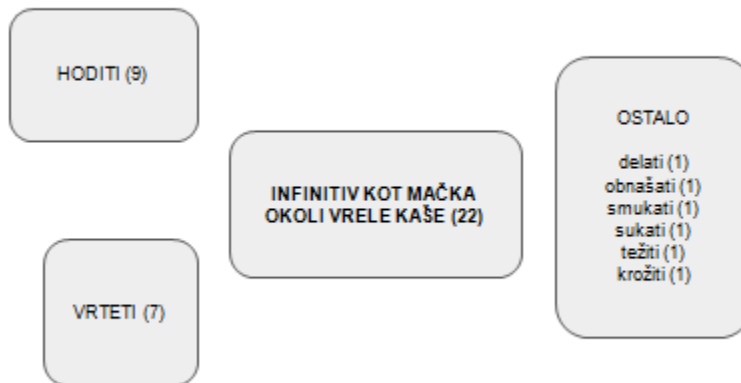 HODITI (9)
INFINITIV KOT MAČKA
OKOLI VRELE KAŠE (22)
VRTETI (7)
OSTALO
delati (1)
obnašati (1)
smukati (1)
sukati (1)
težiti (1)
krožiti (1)